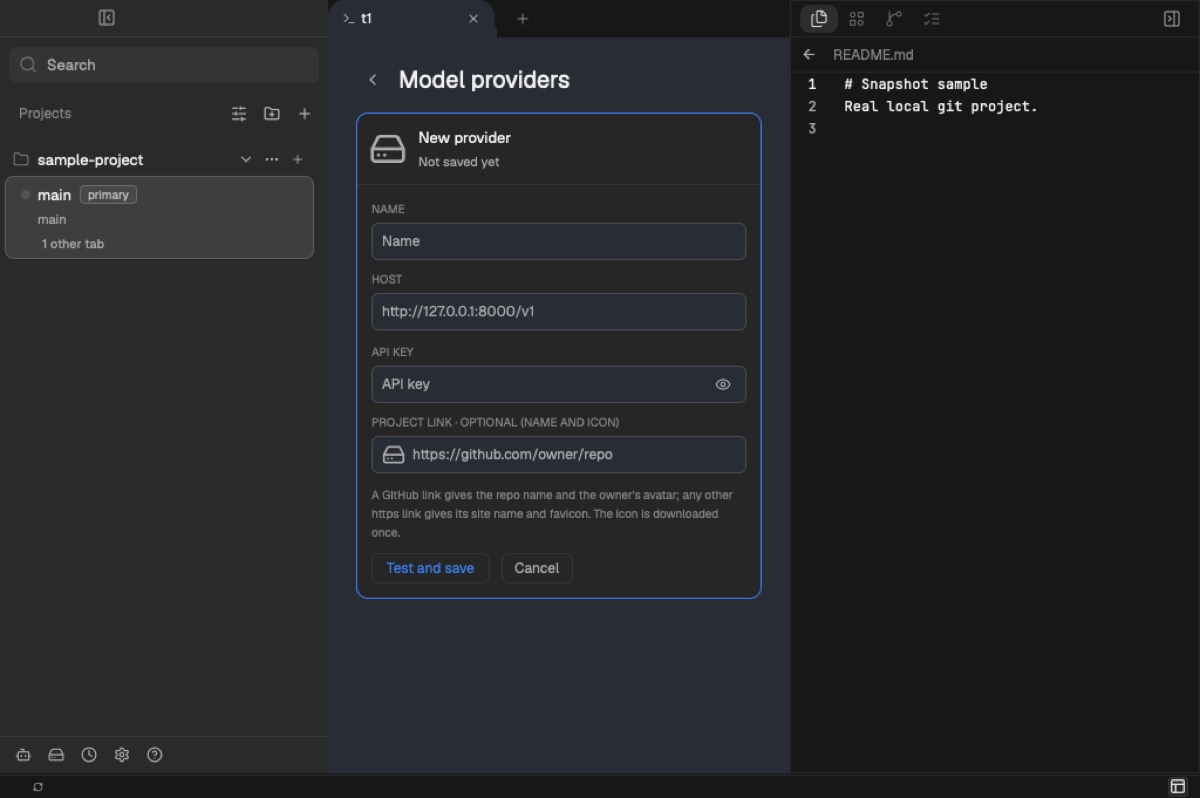 Search
Projects
sample-project
main primary
main
1 other tab
>_ t1
Model providers
New provider
Not saved yet
NAME
Name
HOST
http://127.0.0.1:8000/v1
API KEY
API key
PROJECT LINK · OPTIONAL (NAME AND ICON)
https://github.com/owner/repo
A GitHub link gives the repo name and the owner's avatar; any other
https link gives its site name and favicon. The icon is downloaded
once.
Test and save
Cancel
README.md
1 # Snapshot sample
2 Real local git project.
3